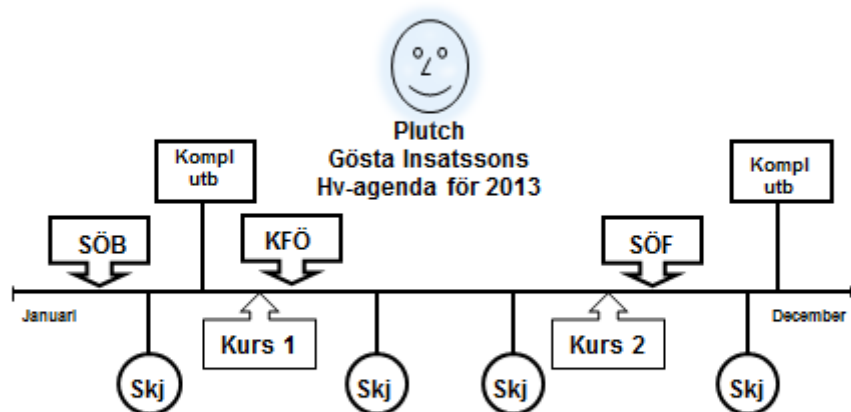 Plutch
Gösta Insatssons
Hv-agenda för 2013
Kompl
utb
Kompl
utb
SÖB
KFÖ
SÖF
Januari
December
Kurs 1
Kurs 2
Skj
Skj
Skj
Skj